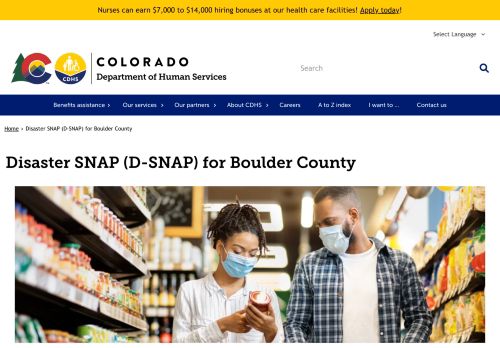 Nurses can earn $7,000 to $14,000 hiring bonuses at our health care facilities! Apply today!
Select Language
C
CDHS
COLORADO
Department of Human Services
Search
Benefits assistance
Our services
Our partners
About CDHS
Careers
A to Z index
I want to ...
Contact us
Home › Disaster SNAP (D-SNAP) for Boulder County
Disaster SNAP (D-SNAP) for Boulder County